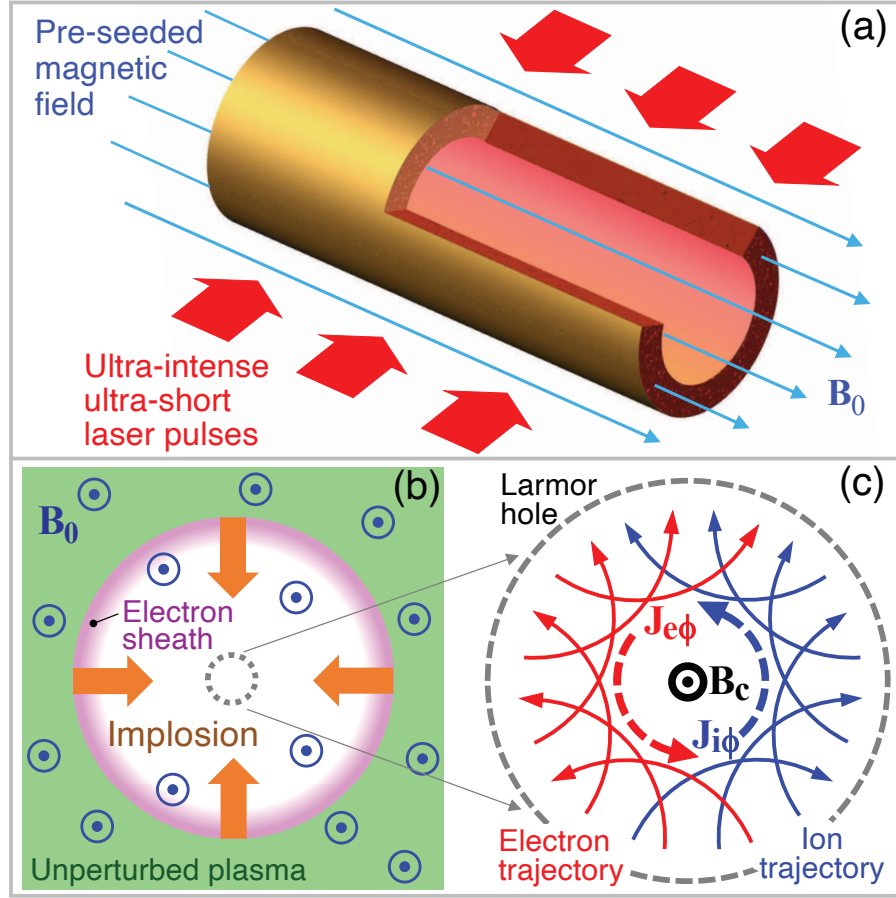 (a)
Pre-seeded
magnetic
field
Ultra-intense
ultra-short
laser pulses
B₀
(b)
B₀
Electron
sheath
Implosion
Unperturbed plasma
(c)
Larmor
hole
Jeϕ
Bc
Jiϕ
Electron
trajectory
Ion
trajectory